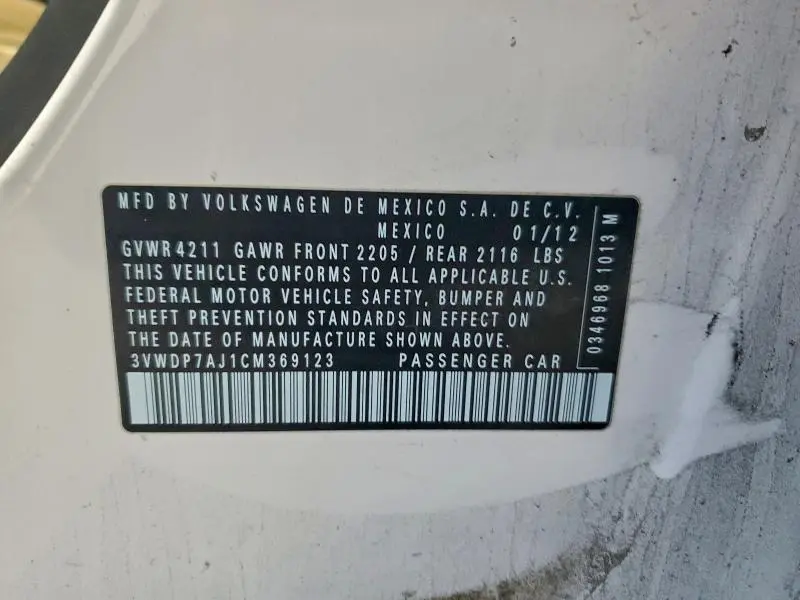 MFD BY VOLKSWAGEN DE MEXICO S.A. DE C.V.
MEXICO 01/12
GVWR 4211 GAWR FRONT 2205 / REAR 2116 LBS
THIS VEHICLE CONFORMS TO ALL APPLICABLE U.S.
FEDERAL MOTOR VEHICLE SAFETY, BUMPER AND
THEFT PREVENTION STANDARDS IN EFFECT ON
THE DATE OF MANUFACTURE SHOWN ABOVE.
3VWDP7AJ1CM369123 PASSENGER CAR
0346968 1013 M